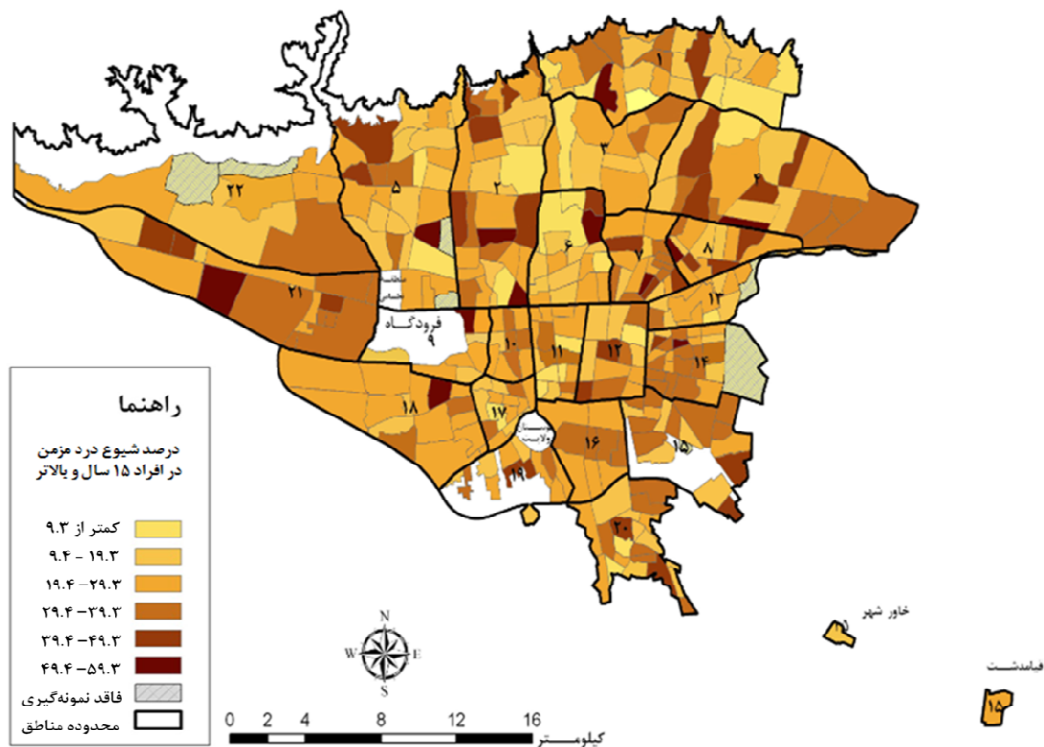 ۱
۳
۲
۴
۵
۲۲
۶
۸
۷
۱۳
۲۱
فرودگاه
۹
۱۰
۱۱
۱۲
۱۴
۱۸
۱۷
۱۶
۱۵
۱۹
۲۰
راهنما
درصد شیوع درد مزمن
در افراد ۱۵ سال و بالاتر
کمتر از ۹.۳
۹.۴ - ۱۹.۳
۱۹.۴–۲۹.۳
۲۹.۴–۳۹.۳
۳۹.۴–۴۹.۳
۴۹.۴–۵۹.۳
فاقد نمونه‌گیری
محدوده مناطق
N
W E
S
0 2 4 8 12 16
کیلومتر
خاور شهر
قیامدشت
۱۵